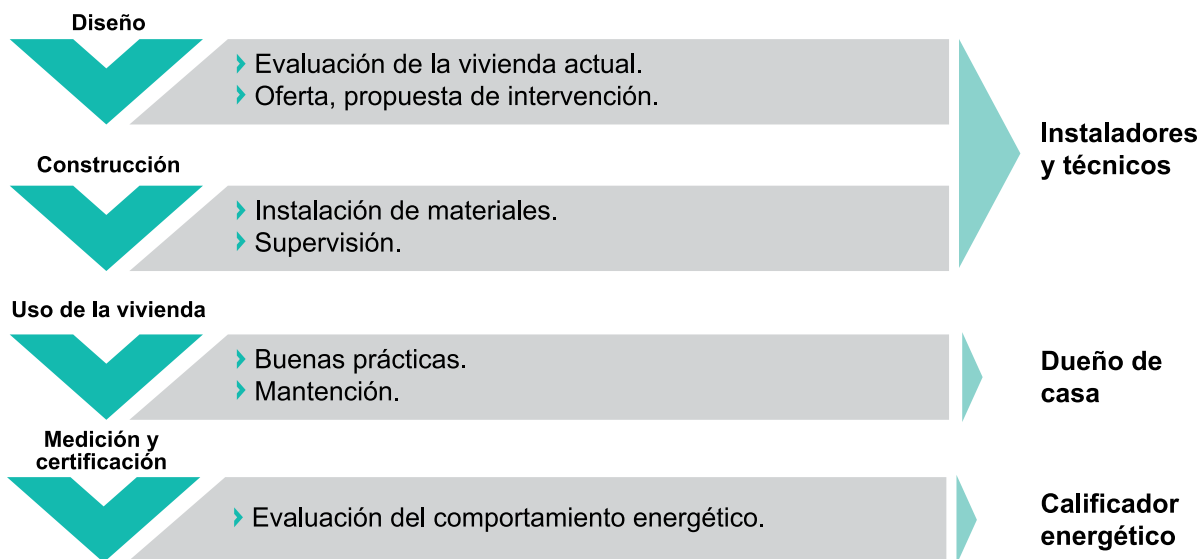 Diseño
Evaluación de la vivienda actual.
Oferta, propuesta de intervención.
Construcción
Instalación de materiales.
Supervisión.
Instaladores
y técnicos
Uso de la vivienda
Buenas prácticas.
Mantención.
Dueño de
casa
Medición y
certificación
Evaluación del comportamiento energético.
Calificador
energético